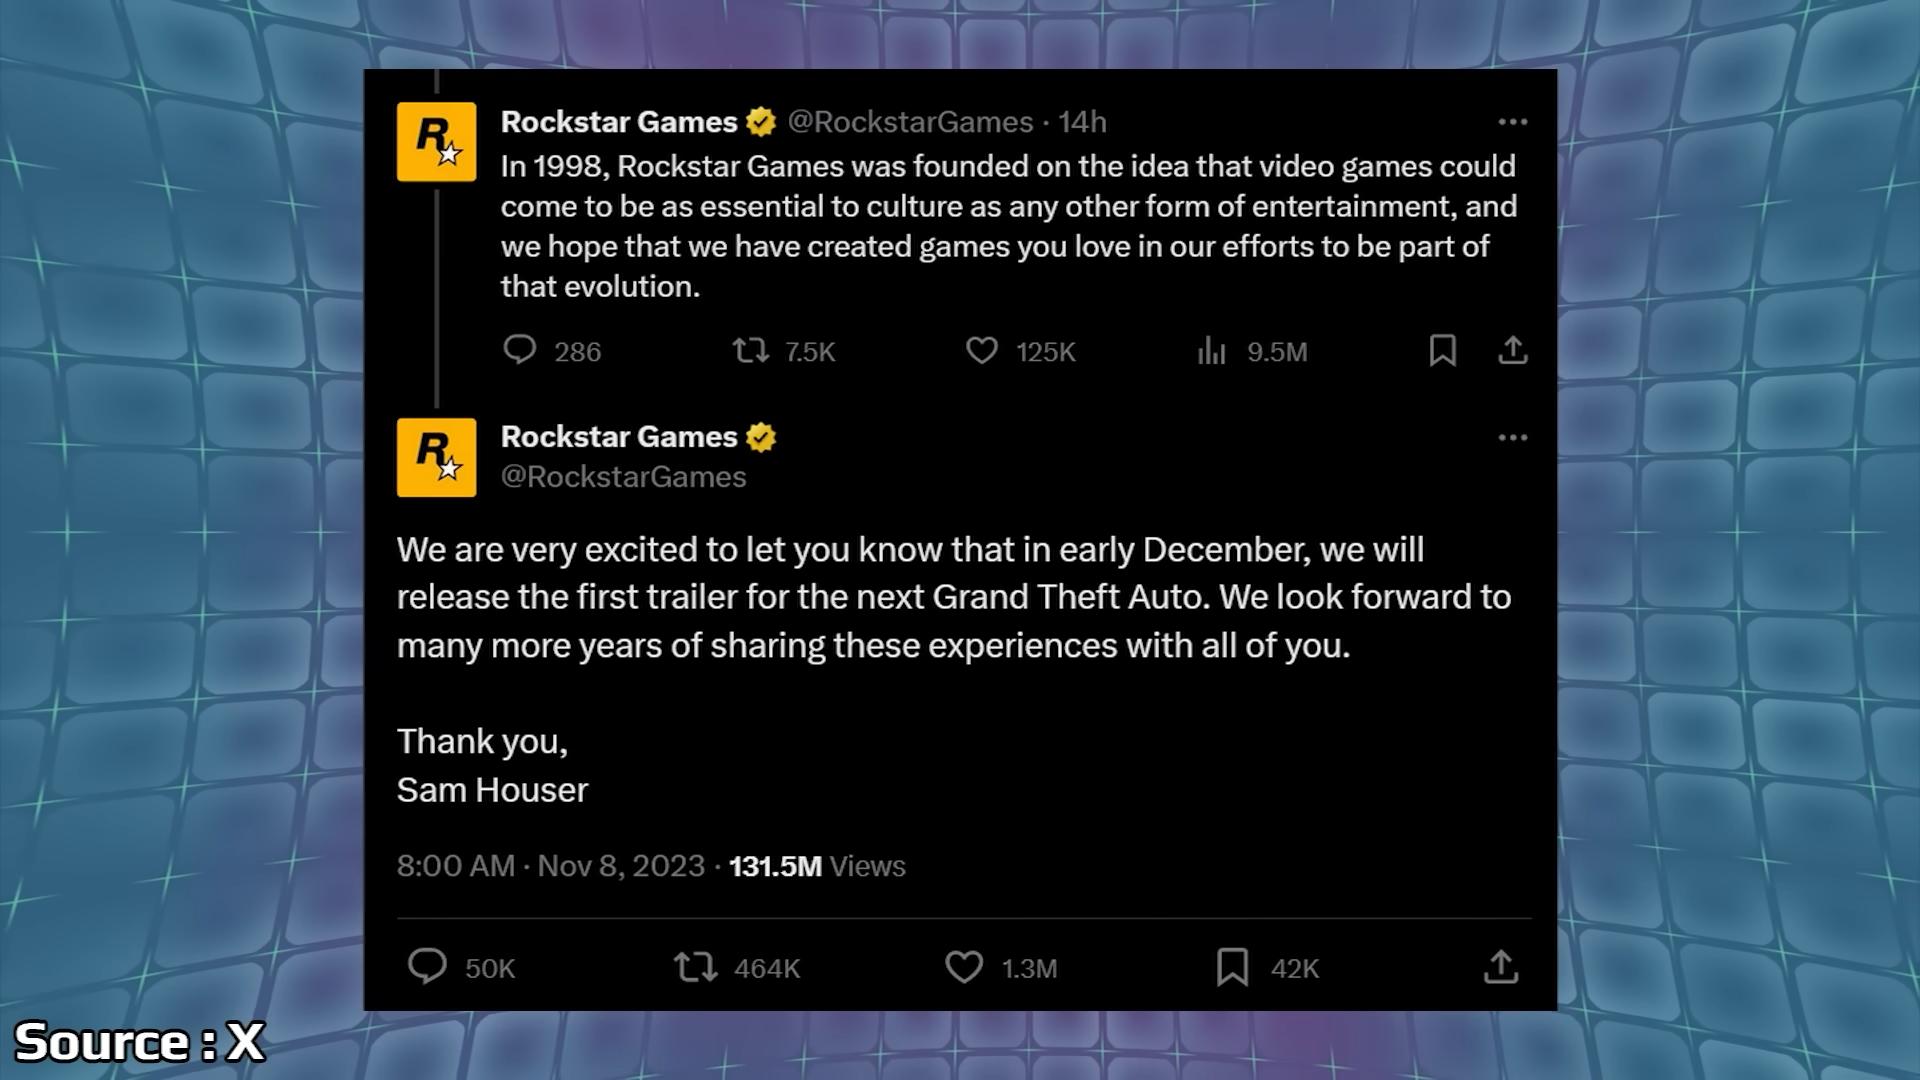 Rockstar Games @RockstarGames · 14h
In 1998, Rockstar Games was founded on the idea that video games could
come to be as essential to culture as any other form of entertainment, and
we hope that we have created games you love in our efforts to be part of
that evolution.
286 7.5K 125K 9.5M
Rockstar Games
@RockstarGames
We are very excited to let you know that in early December, we will
release the first trailer for the next Grand Theft Auto. We look forward to
many more years of sharing these experiences with all of you.
Thank you,
Sam Houser
8:00 AM · Nov 8, 2023 · 131.5M Views
50K 464K 1.3M 42K
Source : X